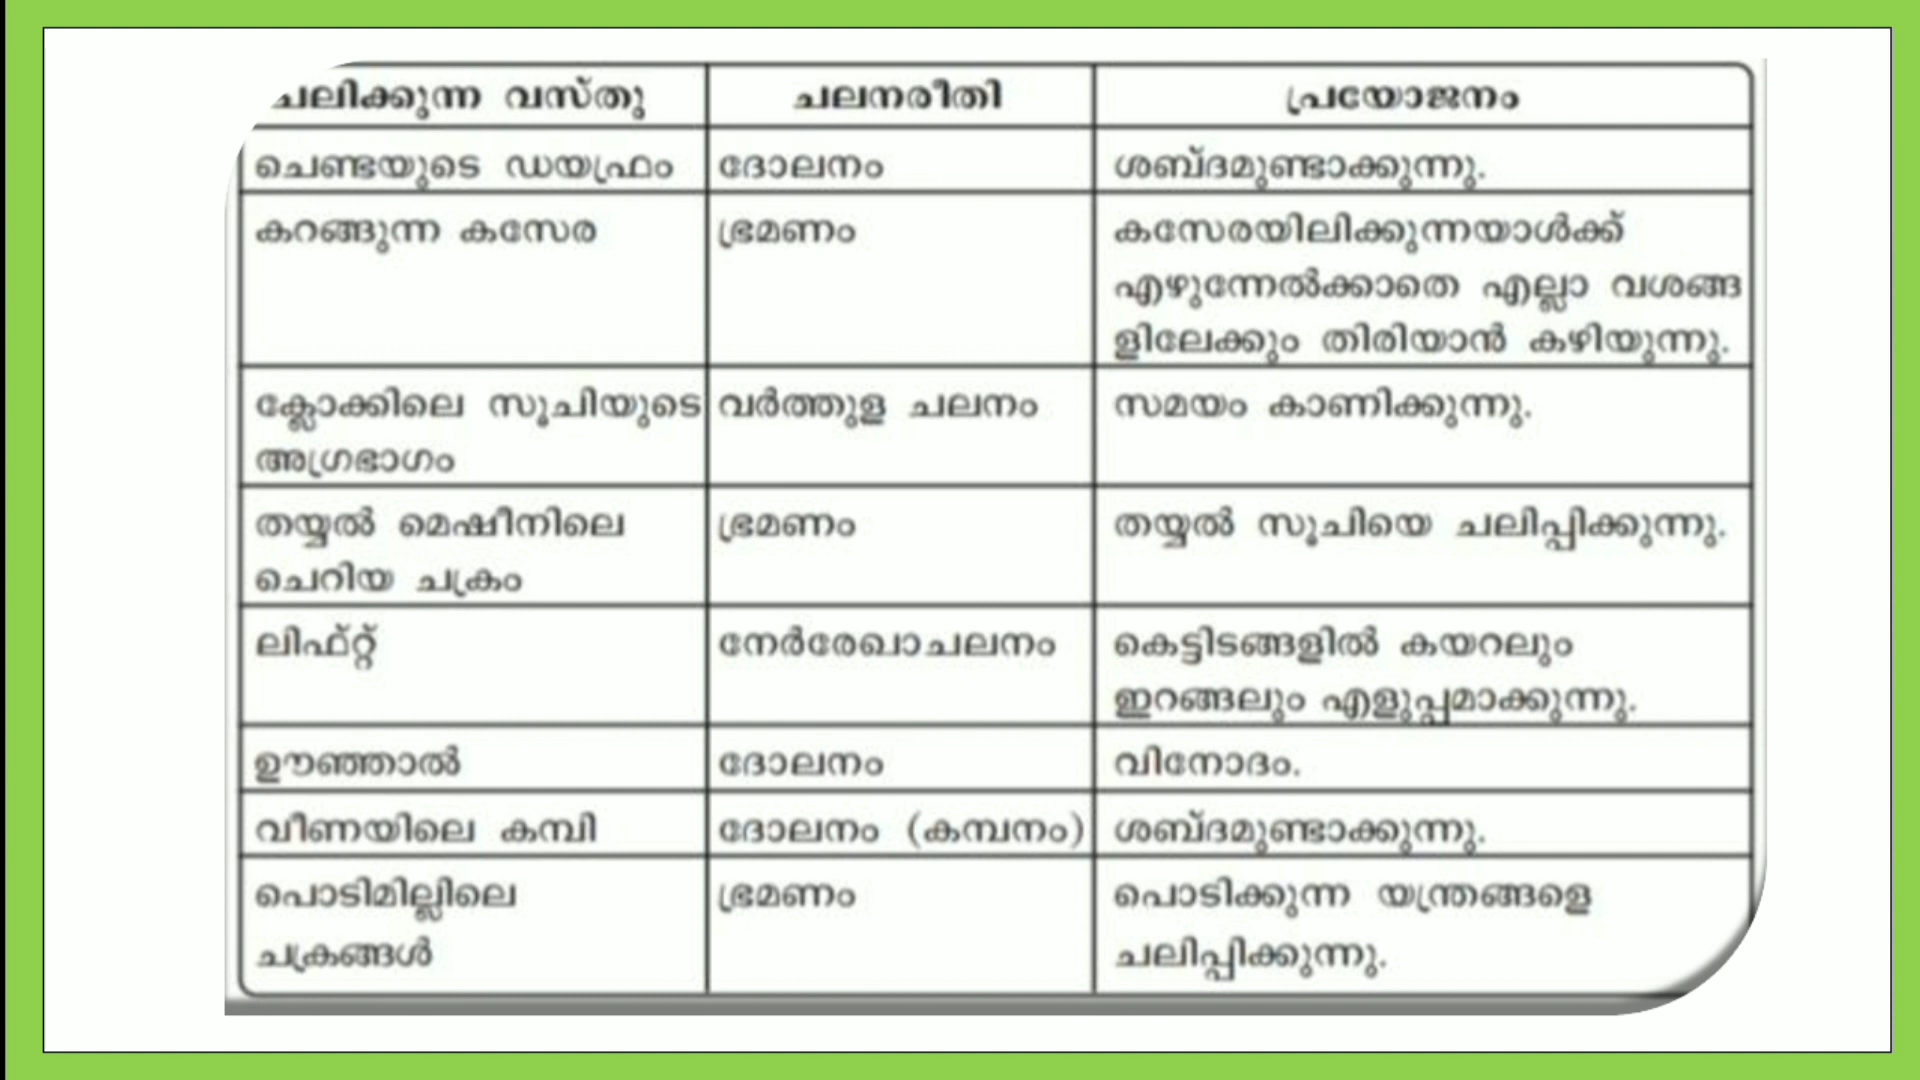 ചലിക്കുന്ന വസ്തു ചലനരീതി പ്രയോജനം
ചെണ്ടയുടെ ഡയഫ്രം ദോലനം ശബ്ദമുണ്ടാക്കുന്നു.
കറങ്ങുന്ന കസേര ഭ്രമണം കസേരയിലിക്കുന്നയാൾക്ക്
എഴുന്നേൽക്കാതെ എല്ലാ വശങ്ങ
ളിലേക്കും തിരിയാൻ കഴിയുന്നു.
ക്ലോക്കിലെ സൂചിയുടെ വർത്തുള ചലനം സമയം കാണിക്കുന്നു.
അഗ്രഭാഗം
തയ്യൽ മെഷീനിലെ ഭ്രമണം തയ്യൽ സൂചിയെ ചലിപ്പിക്കുന്നു.
ചെറിയ ചക്രം
ലിഫ്റ്റ് നേർരേഖാചലനം കെട്ടിടങ്ങളിൽ കയറലും
ഇറങ്ങലും എളുപ്പമാക്കുന്നു.
ഊഞ്ഞാൽ ദോലനം വിനോദം.
വീണയിലെ കമ്പി ദോലനം (കമ്പനം) ശബ്ദമുണ്ടാക്കുന്നു.
പൊടിമില്ലിലെ ഭ്രമണം പൊടിക്കുന്ന യന്ത്രങ്ങളെ
ചക്രങ്ങൾ ചലിപ്പിക്കുന്നു.